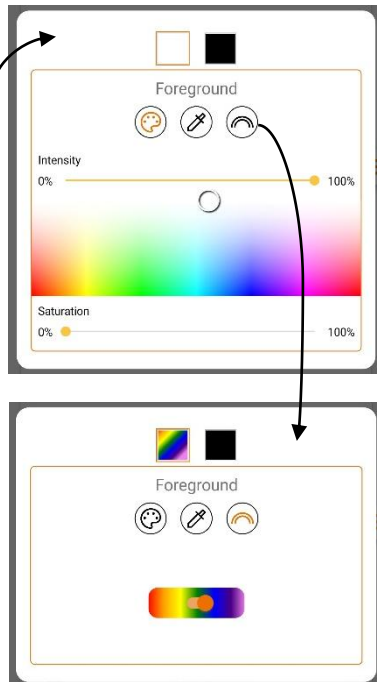 Foreground
Intensity
0% 100%
Saturation
0% 100%
Foreground